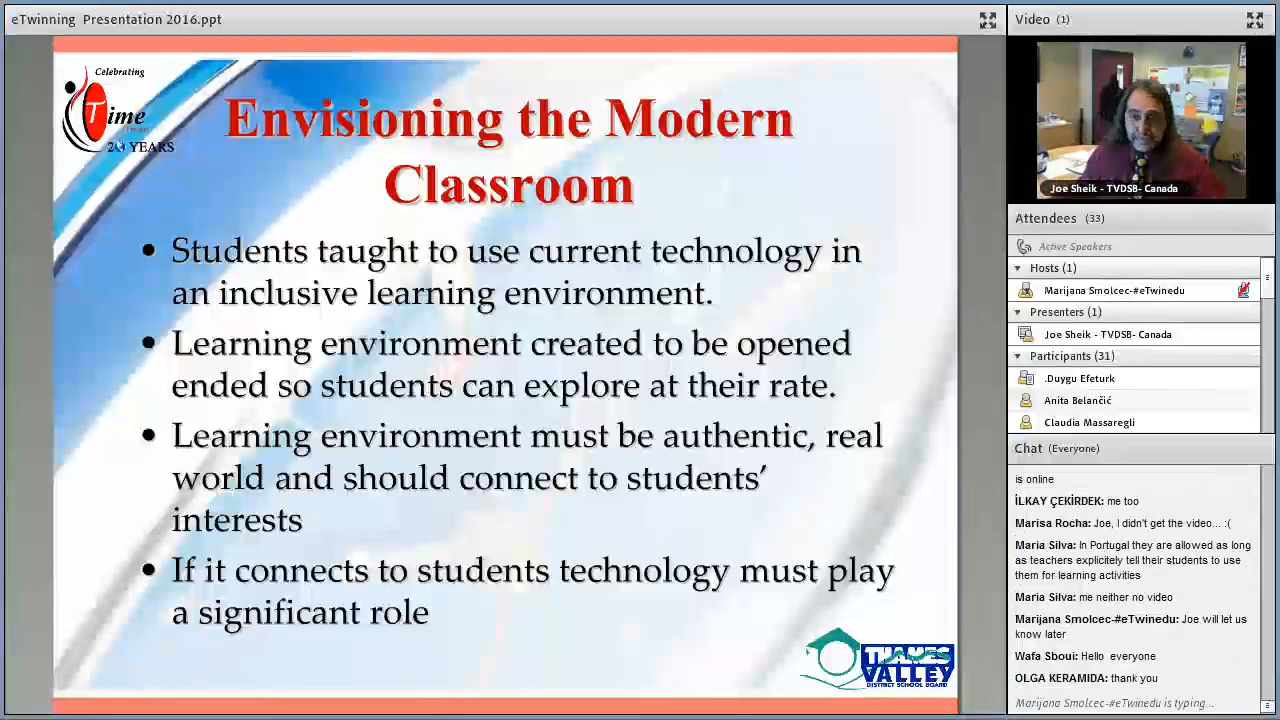 eTwinning Presentation 2016.ppt
Celebrating
Time
20 YEARS
Envisioning the Modern
Classroom
• Students taught to use current technology in
an inclusive learning environment.
• Learning environment created to be opened
ended so students can explore at their rate.
• Learning environment must be authentic, real
world and should connect to students’
interests
• If it connects to students technology must play
a significant role
THAMES
VALLEY
DISTRICT SCHOOL BOARD
Video (1)
Joe Sheik - TVDSB- Canada
Attendees (33)
Active Speakers
Hosts (1)
Marijana Smolcec-#eTwinedu
Presenters (1)
Joe Sheik - TVDSB- Canada
Participants (31)
.Duygu Efeturk
Anita Belančić
Claudia Massaregli
Chat (Everyone)
is online
İLKAY ÇEKİRDEK: me too
Marisa Rocha: Joe, I didn't get the video... :(
Maria Silva: In Portugal they are allowed as long
as teachers explicitely tell their students to use
them for learning activities
Maria Silva: me neither no video
Marijana Smolcec-#eTwinedu: Joe will let us
know later
Wafa Sboui: Hello everyone
OLGA KERAMIDA: thank you
Marijana Smolcec-#eTwinedu is typing...